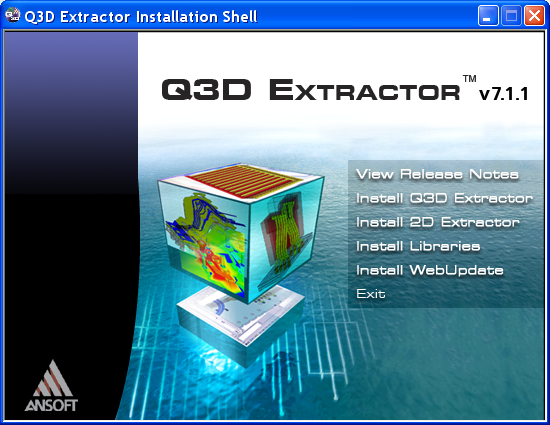 Q3D Extractor Installation Shell
Q3D EXTRACTOR™ v7.1.1
View Release Notes
Install Q3D Extractor
Install 2D Extractor
Install Libraries
Install WebUpdate
Exit
ANSOFT